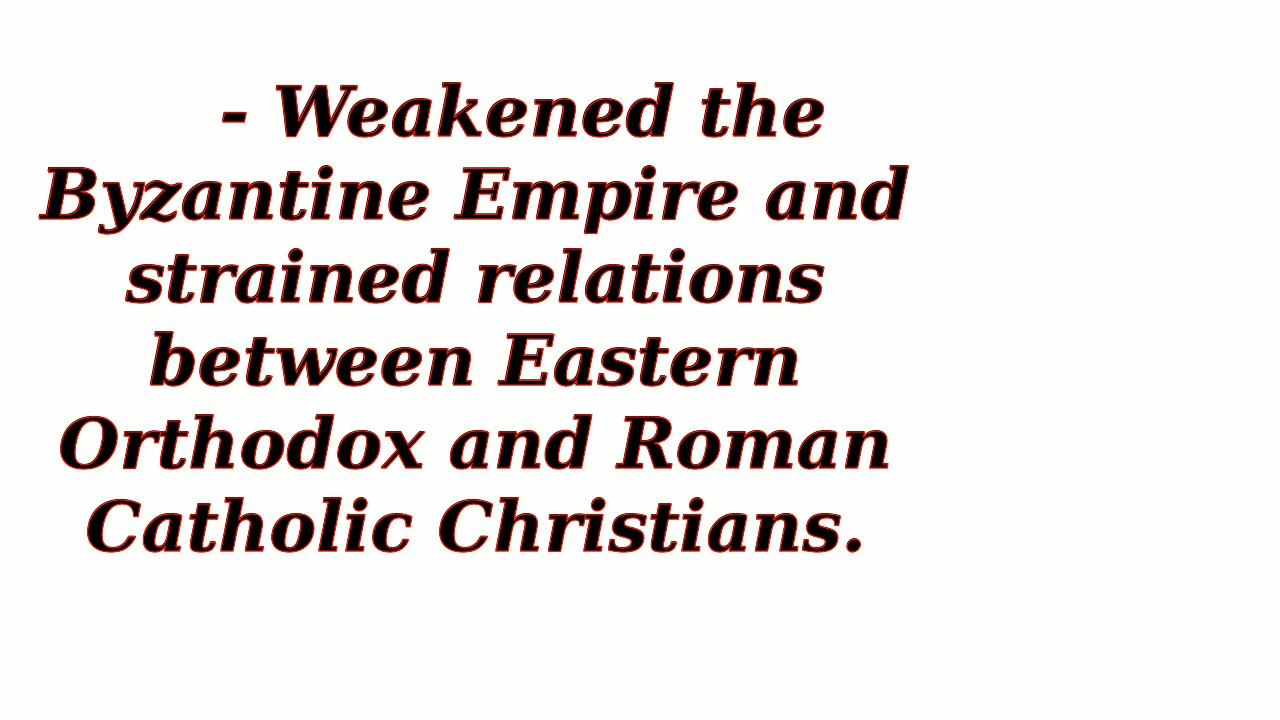 - Weakened the
Byzantine Empire and
strained relations
between Eastern
Orthodox and Roman
Catholic Christians.